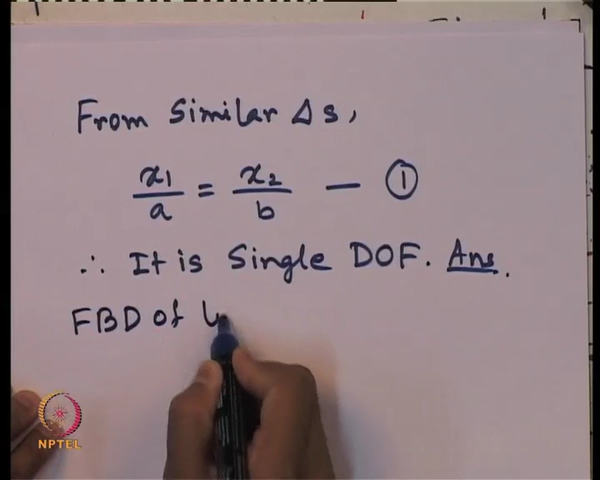 From Similar Δs,
x₁/a = x₂/b — ①
∴ It is Single DOF. Ans.
FBD of
NPTEL